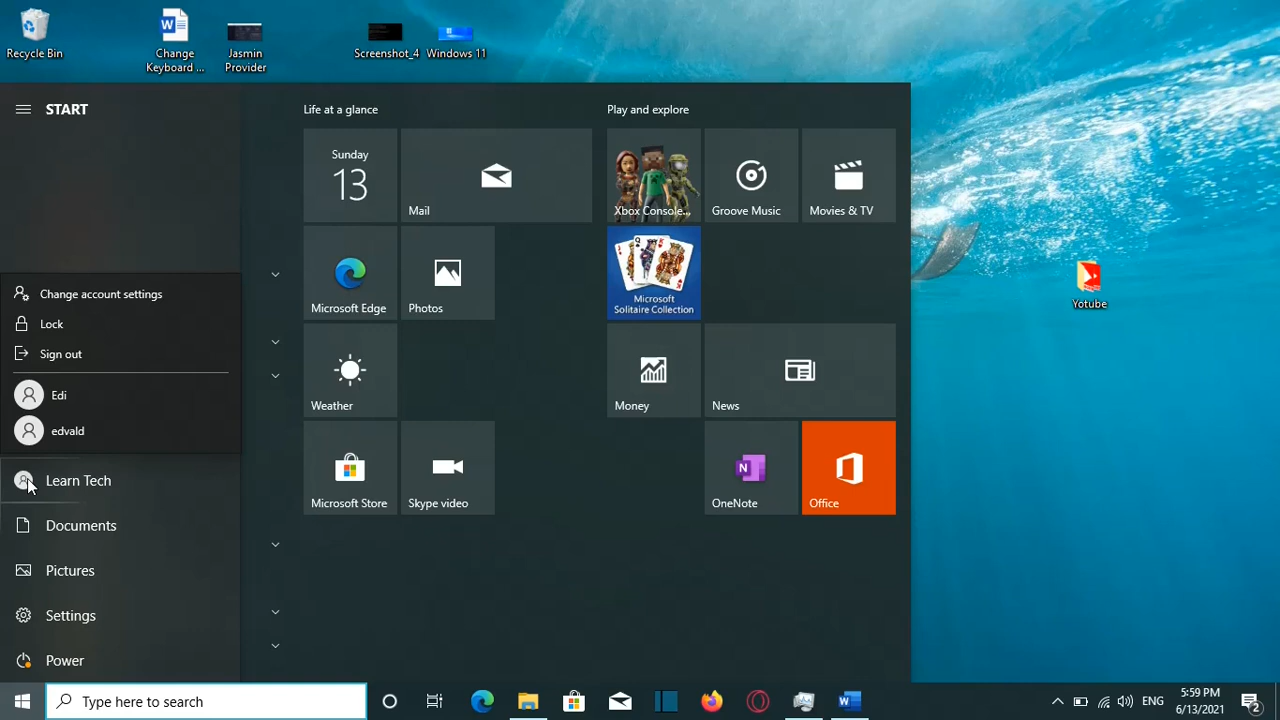 Recycle Bin
Change
Keyboard ...
Jasmin
Provider
Screenshot_4
Windows 11
START
Life at a glance
Play and explore
Sunday
13
Mail
Xbox Console...
Groove Music
Movies & TV
Microsoft Edge
Photos
Microsoft
Solitaire Collection
Yotube
Change account settings
Lock
Sign out
Edi
edvald
Weather
Money
News
Learn Tech
Microsoft Store
Skype video
OneNote
Office
Documents
Pictures
Settings
Power
Type here to search
ENG
5:59 PM
6/13/2021
2